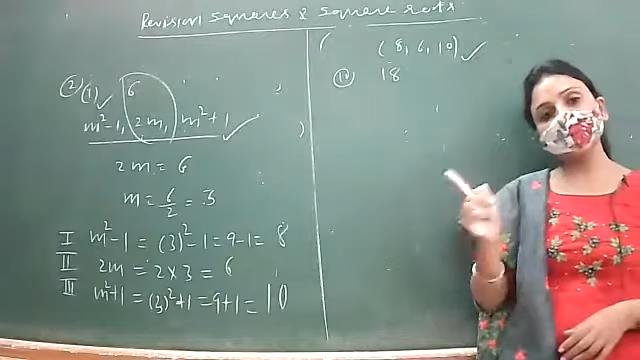 Revision squares & square roots
(2) (i) ✓ 6
m²-1, 2m, m²+1 ✓
2m = 6
m = 6/2 = 3
I m²-1 = (3)²-1 = 9-1 = 8
II 2m = 2×3 = 6
III m²+1 = (3)²+1 = 9+1 = 10
(8, 6, 10) ✓
18